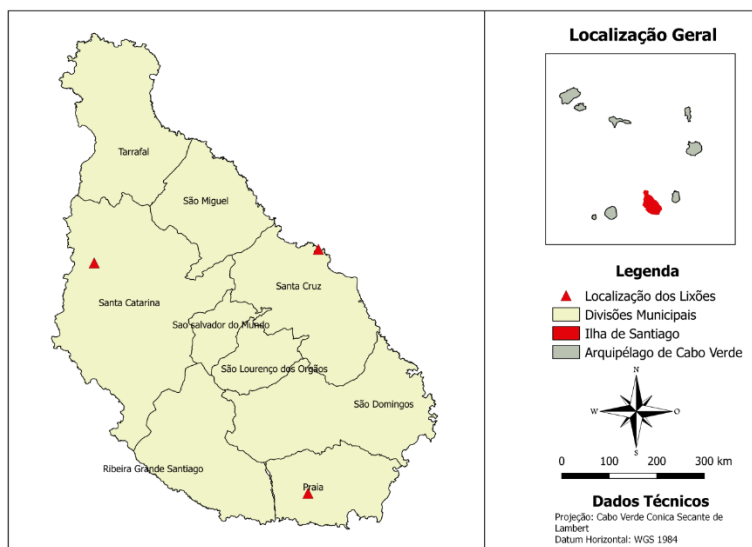 Tarrafal
São Miguel
Santa Catarina
Santa Cruz
Sao salvador do Mundo
São Lourenço dos Orgãos
São Domingos
Ribeira Grande Santiago
Praia
Localização Geral
Legenda
Localização dos Lixões
Divisões Municipais
Ilha de Santiago
Arquipélago de Cabo Verde
N
W O
S
0 100 200 300 km
Dados Técnicos
Projeção: Cabo Verde Conica Secante de
Lambert
Datum Horizontal: WGS 1984